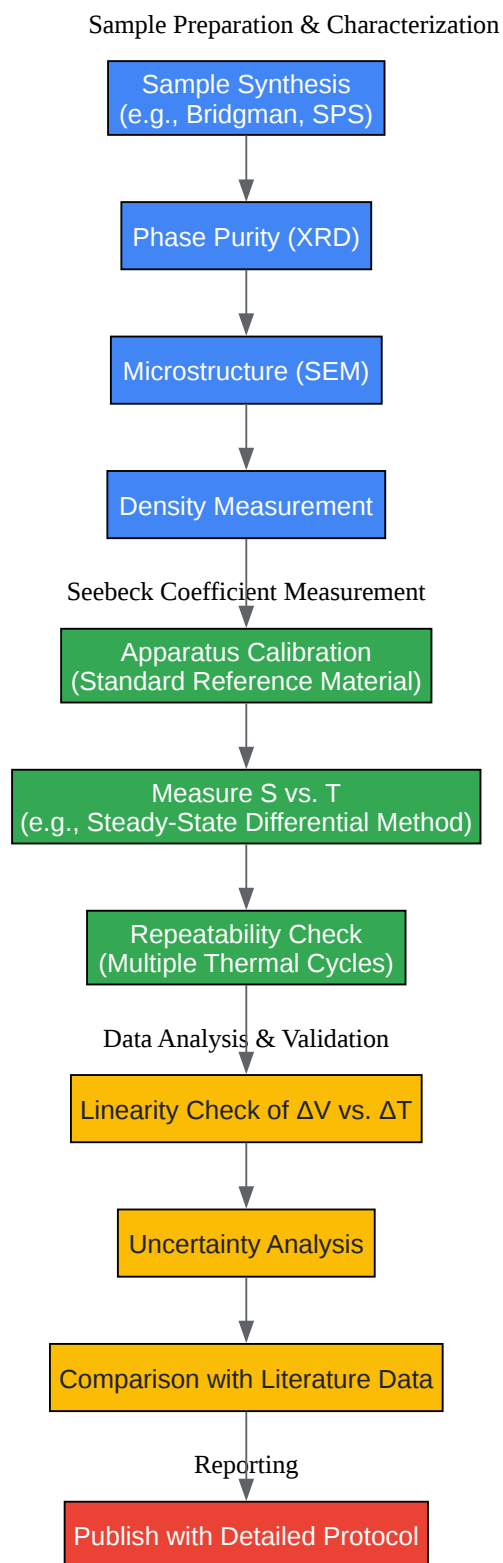 Sample Preparation & Characterization
Sample Synthesis
(e.g., Bridgman, SPS)
Phase Purity (XRD)
Microstructure (SEM)
Density Measurement
Seebeck Coefficient Measurement
Apparatus Calibration
(Standard Reference Material)
Measure S vs. T
(e.g., Steady-State Differential Method)
Repeatability Check
(Multiple Thermal Cycles)
Data Analysis & Validation
Linearity Check of ΔV vs. ΔT
Uncertainty Analysis
Comparison with Literature Data
Reporting
Publish with Detailed Protocol